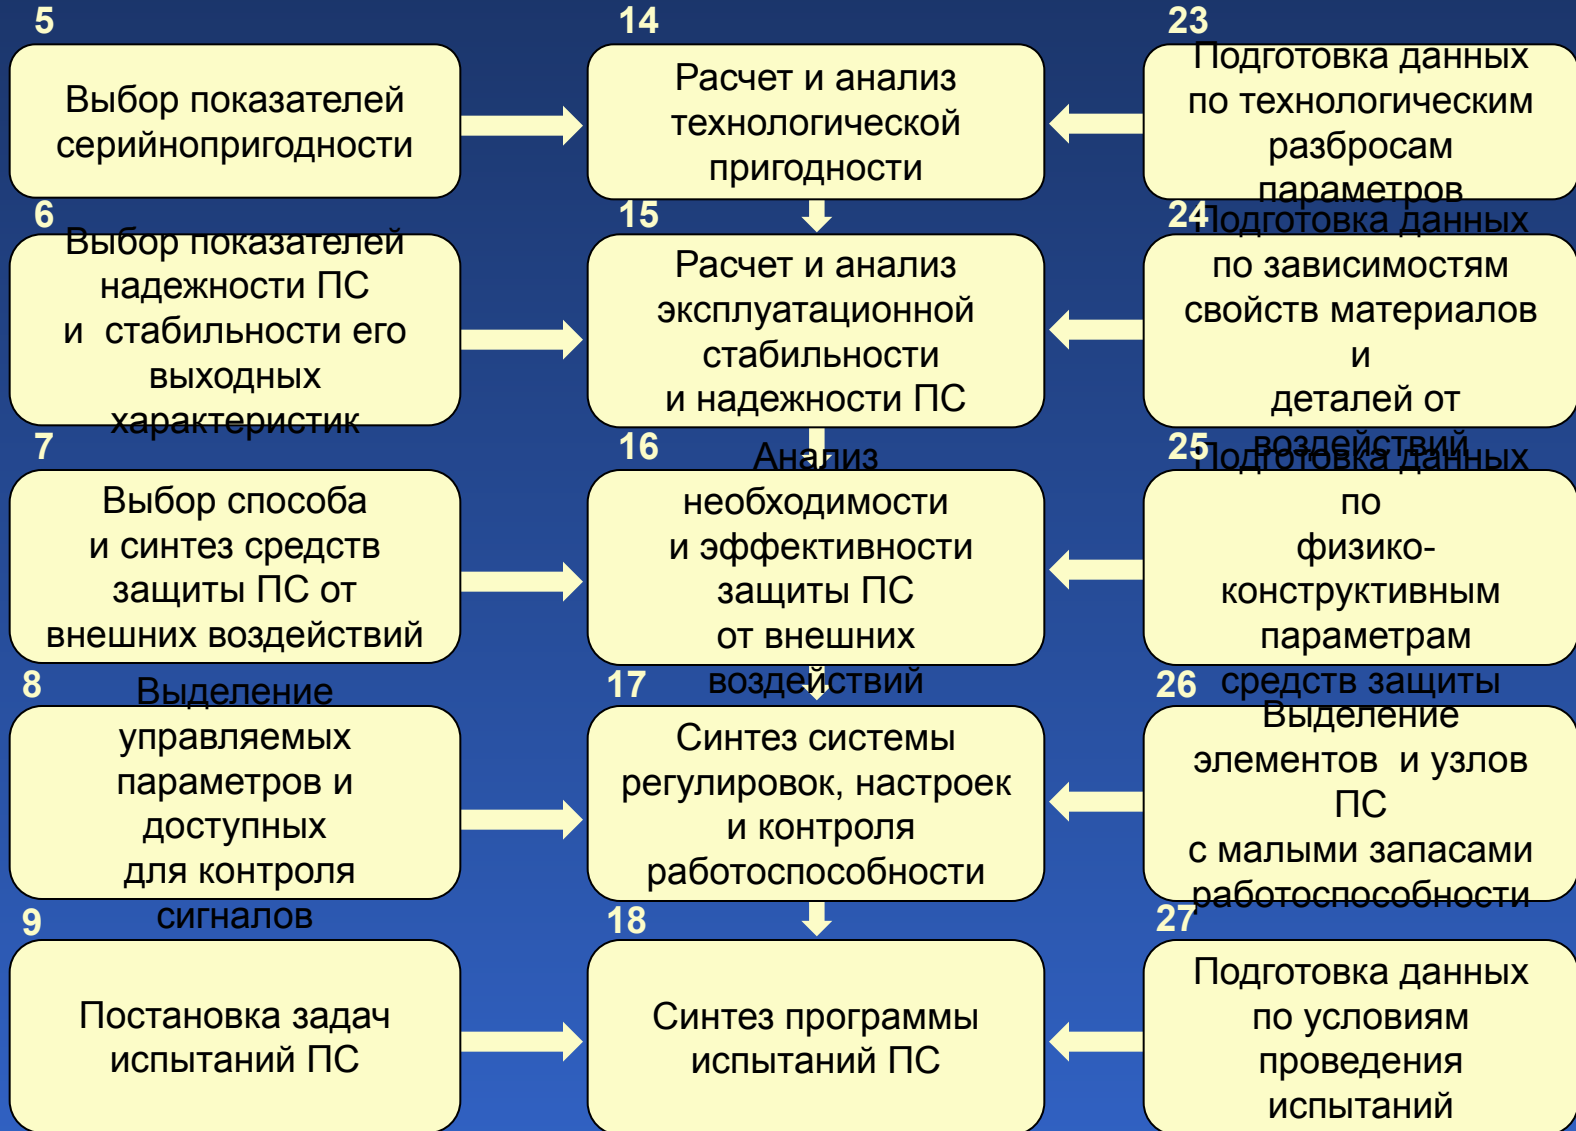 5
Выбор показателей
серийнопригодности
14
Расчет и анализ
технологической
пригодности
23
Подготовка данных
по технологическим
разбросам
параметров
6
Выбор показателей
надежности ПС
и стабильности его
выходных
характеристик
15
Расчет и анализ
эксплуатационной
стабильности
и надежности ПС
24
Подготовка данных
по зависимостям
свойств материалов
и
деталей от
воздействий
7
Выбор способа
и синтез средств
защиты ПС от
внешних воздействий
16
Анализ
необходимости
и эффективности
защиты ПС
от внешних
воздействий
25
Подготовка данных
по
физико-
конструктивным
параметрам
средств защиты
8
Выделение
управляемых
параметров и
доступных
для контроля
сигналов
17
Синтез системы
регулировок, настроек
и контроля
работоспособности
26
Выделение
элементов и узлов
ПС
с малыми запасами
работоспособности
9
Постановка задач
испытаний ПС
18
Синтез программы
испытаний ПС
27
Подготовка данных
по условиям
проведения
испытаний